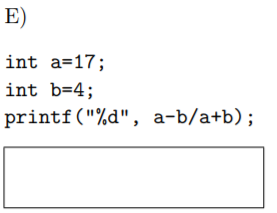 E)
int a=17;
int b=4;
printf("%d", a-b/a+b);